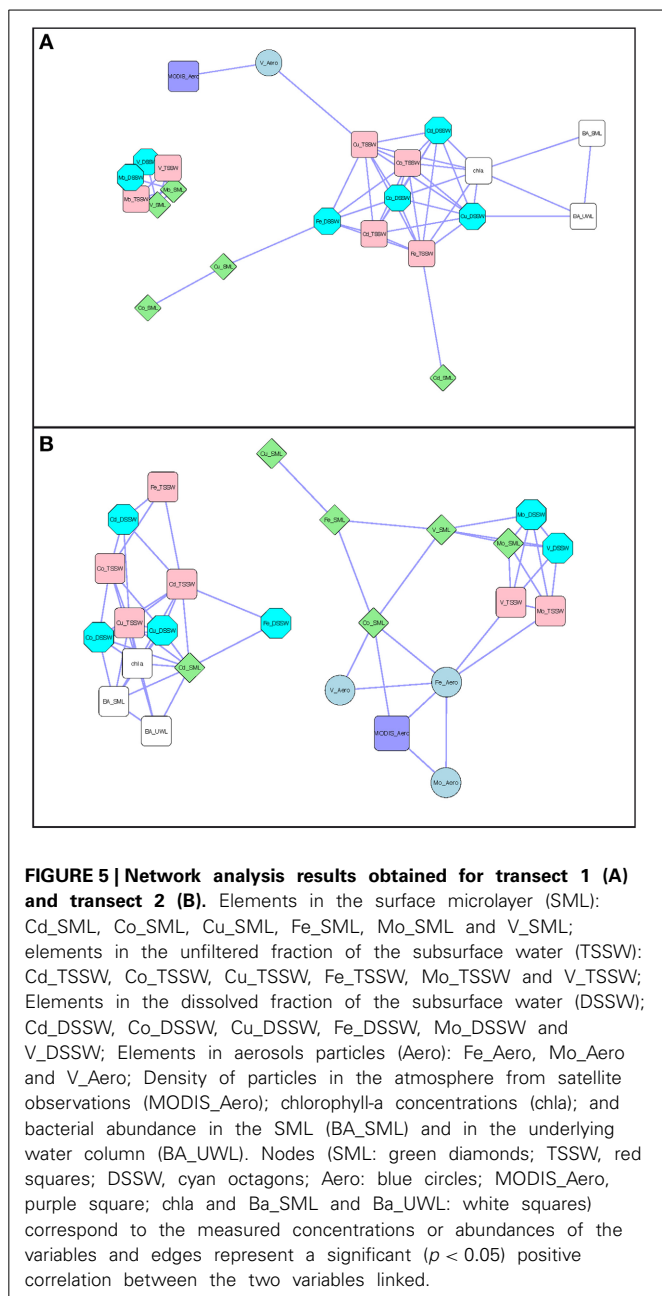 A
MODIS_Aero
V_Aero
Cu_TSSW
Cd_DSSW
Co_TSSW
chla
BA_SML
V_DSSW
V_TSSW
Mo_DSSW
Mo_SML
Mo_TSSW
V_SML
Co_DSSW
Fe_DSSW
Cu_DSSW
BA_UWL
Cd_TSSW
Fe_TSSW
Cu_SML
Co_SML
Cd_SML
B
Cu_SML
Fe_TSSW
Cd_DSSW
Fe_SML
V_SML
Mo_DSSW
Mo_SML
V_DSSW
Co_TSSW
Cd_TSSW
V_TSSW
Mo_TSSW
Cu_TSSW
Cu_DSSW
Fe_DSSW
Co_SML
Co_DSSW
chla
Cd_SML
V_Aero
Fe_Aero
BA_SML
BA_UWL
MODIS_Aero
Mo_Aero
FIGURE 5 | Network analysis results obtained for transect 1 (A)
and transect 2 (B). Elements in the surface microlayer (SML):
Cd_SML, Co_SML, Cu_SML, Fe_SML, Mo_SML and V_SML;
elements in the unfiltered fraction of the subsurface water (TSSW):
Cd_TSSW, Co_TSSW, Cu_TSSW, Fe_TSSW, Mo_TSSW and V_TSSW;
Elements in the dissolved fraction of the subsurface water (DSSW);
Cd_DSSW, Co_DSSW, Cu_DSSW, Fe_DSSW, Mo_DSSW and
V_DSSW; Elements in aerosols particles (Aero): Fe_Aero, Mo_Aero
and V_Aero; Density of particles in the atmosphere from satellite
observations (MODIS_Aero); chlorophyll-a concentrations (chla); and
bacterial abundance in the SML (BA_SML) and in the underlying
water column (BA_UWL). Nodes (SML: green diamonds; TSSW, red
squares; DSSW, cyan octagons; Aero: blue circles; MODIS_Aero,
purple square; chla and Ba_SML and Ba_UWL: white squares)
correspond to the measured concentrations or abundances of the
variables and edges represent a significant (p < 0.05) positive
correlation between the two variables linked.